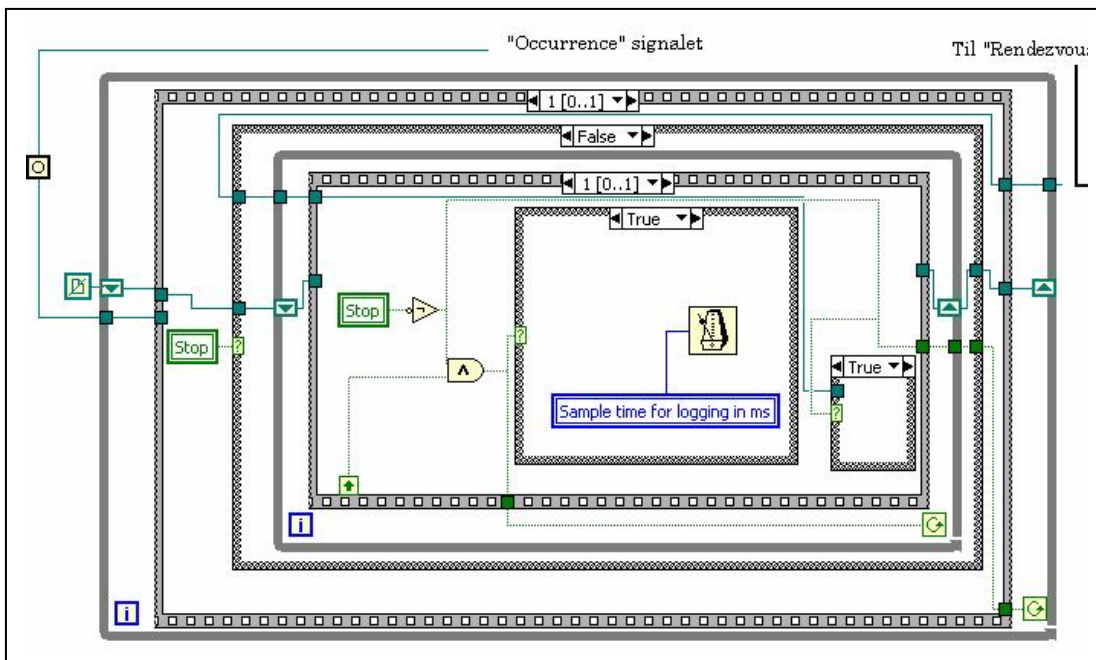 "Occurrence" signalet
Til "Rendezvou
1 [0..1]
False
1 [0..1]
True
Stop
Stop
?
?
True
?
Sample time for logging in ms
i
i